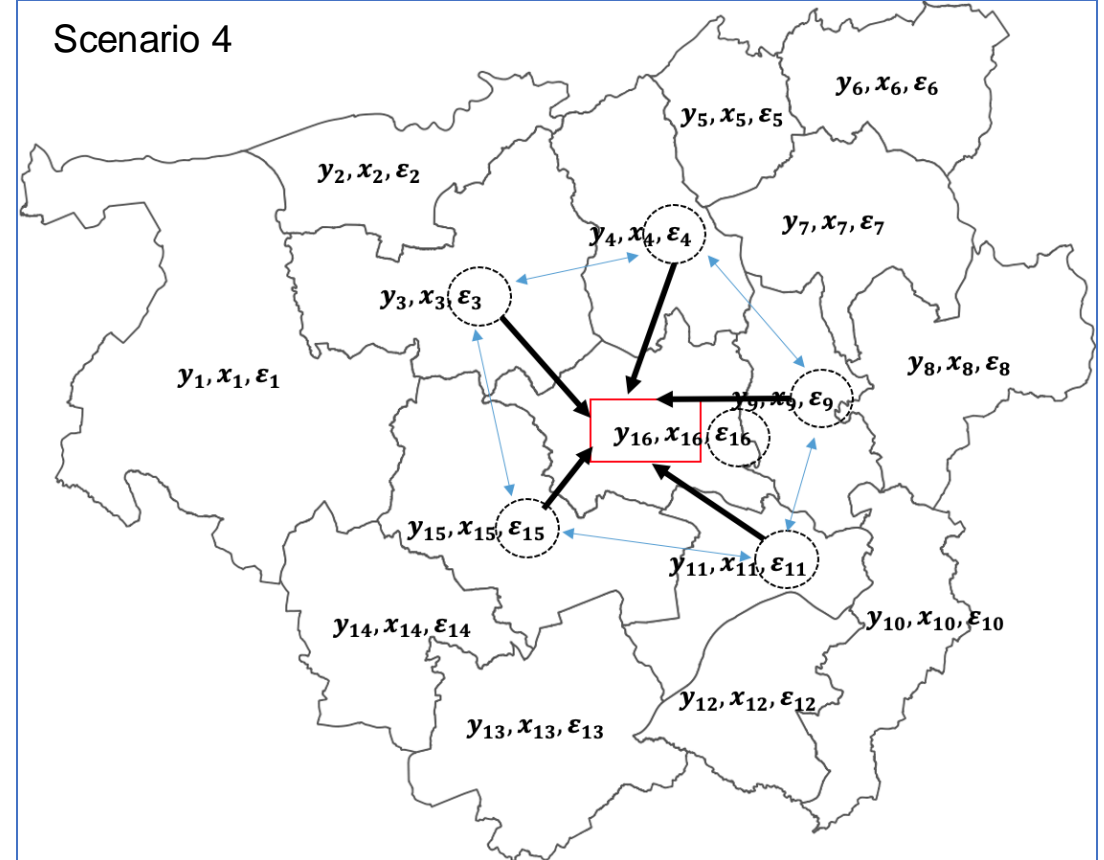 Scenario 4
y₆, x₆, ε₆
y₅, x₅, ε₅
y₂, x₂, ε₂
y₇, x₇, ε₇
y₄, x₄, ε₄
y₃, x₃, ε₃
y₈, x₈, ε₈
y₁, x₁, ε₁
y₉, x₉, ε₉
y₁₆, x₁₆, ε₁₆
y₁₅, x₁₅, ε₁₅
y₁₁, x₁₁, ε₁₁
y₁₀, x₁₀, ε₁₀
y₁₄, x₁₄, ε₁₄
y₁₂, x₁₂, ε₁₂
y₁₃, x₁₃, ε₁₃